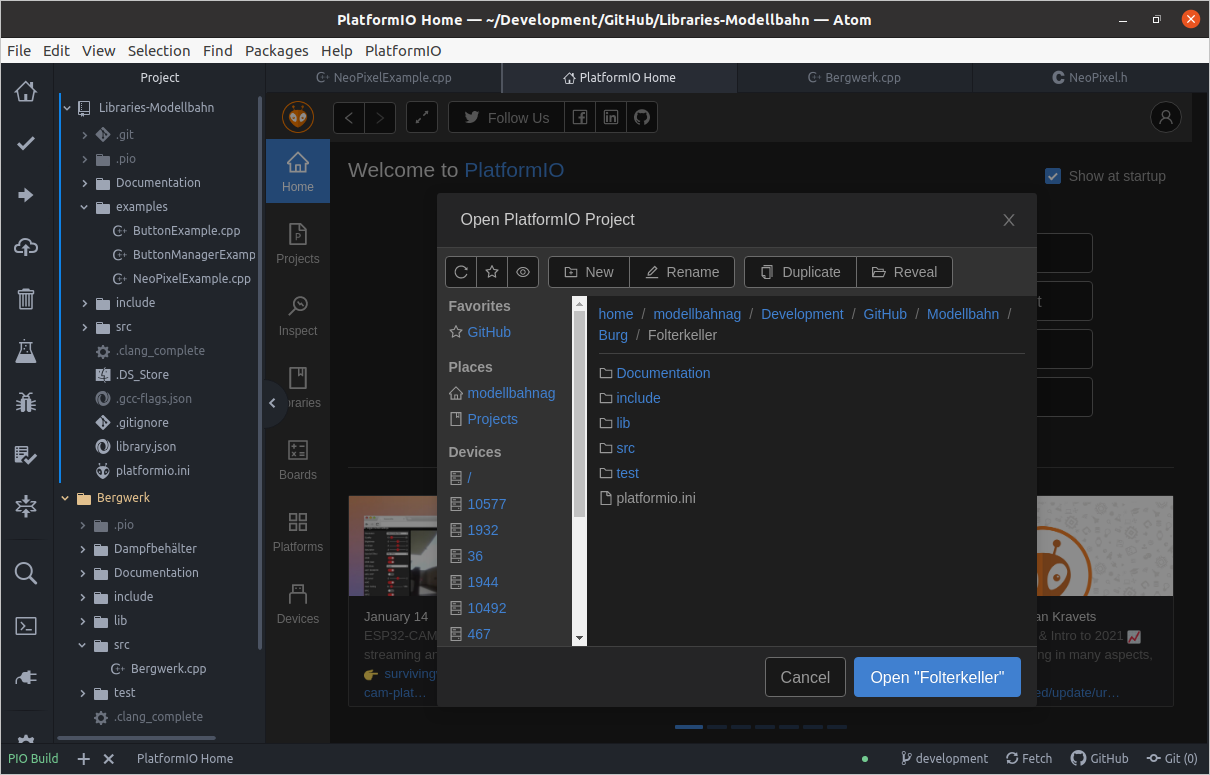 PlatformIO Home — ~/Development/GitHub/Libraries-Modellbahn — Atom
File Edit View Selection Find Packages Help PlatformIO
Project
NeoPixelExample.cpp
PlatformIO Home
Bergwerk.cpp
NeoPixel.h
Libraries-Modellbahn
.git
.pio
Documentation
examples
ButtonExample.cpp
ButtonManagerExamp
NeoPixelExample.cpp
include
src
.clang_complete
.DS_Store
.gcc-flags.json
.gitignore
library.json
platformio.ini
Bergwerk
.pio
Dampfbehälter
Documentation
include
lib
src
Bergwerk.cpp
test
.clang_complete
Follow Us
Home
Projects
Inspect
raries
Boards
Platforms
Devices
Welcome to PlatformIO
Show at startup
Open PlatformIO Project
New
Rename
Duplicate
Reveal
Favorites
GitHub
Places
modellbahnag
Projects
Devices
/
10577
1932
36
1944
10492
467
home / modellbahnag / Development / GitHub / Modellbahn /
Burg / Folterkeller
Documentation
include
lib
src
test
platformio.ini
t
Cancel
Open "Folterkeller"
January 14
ESP32-CAM
streaming an
👉 surviving
cam-plat…
an Kravets
& Intro to 2021 📈
ng in many aspects,
ed/update/ur…
PIO Build
PlatformIO Home
development
Fetch
GitHub
Git (0)